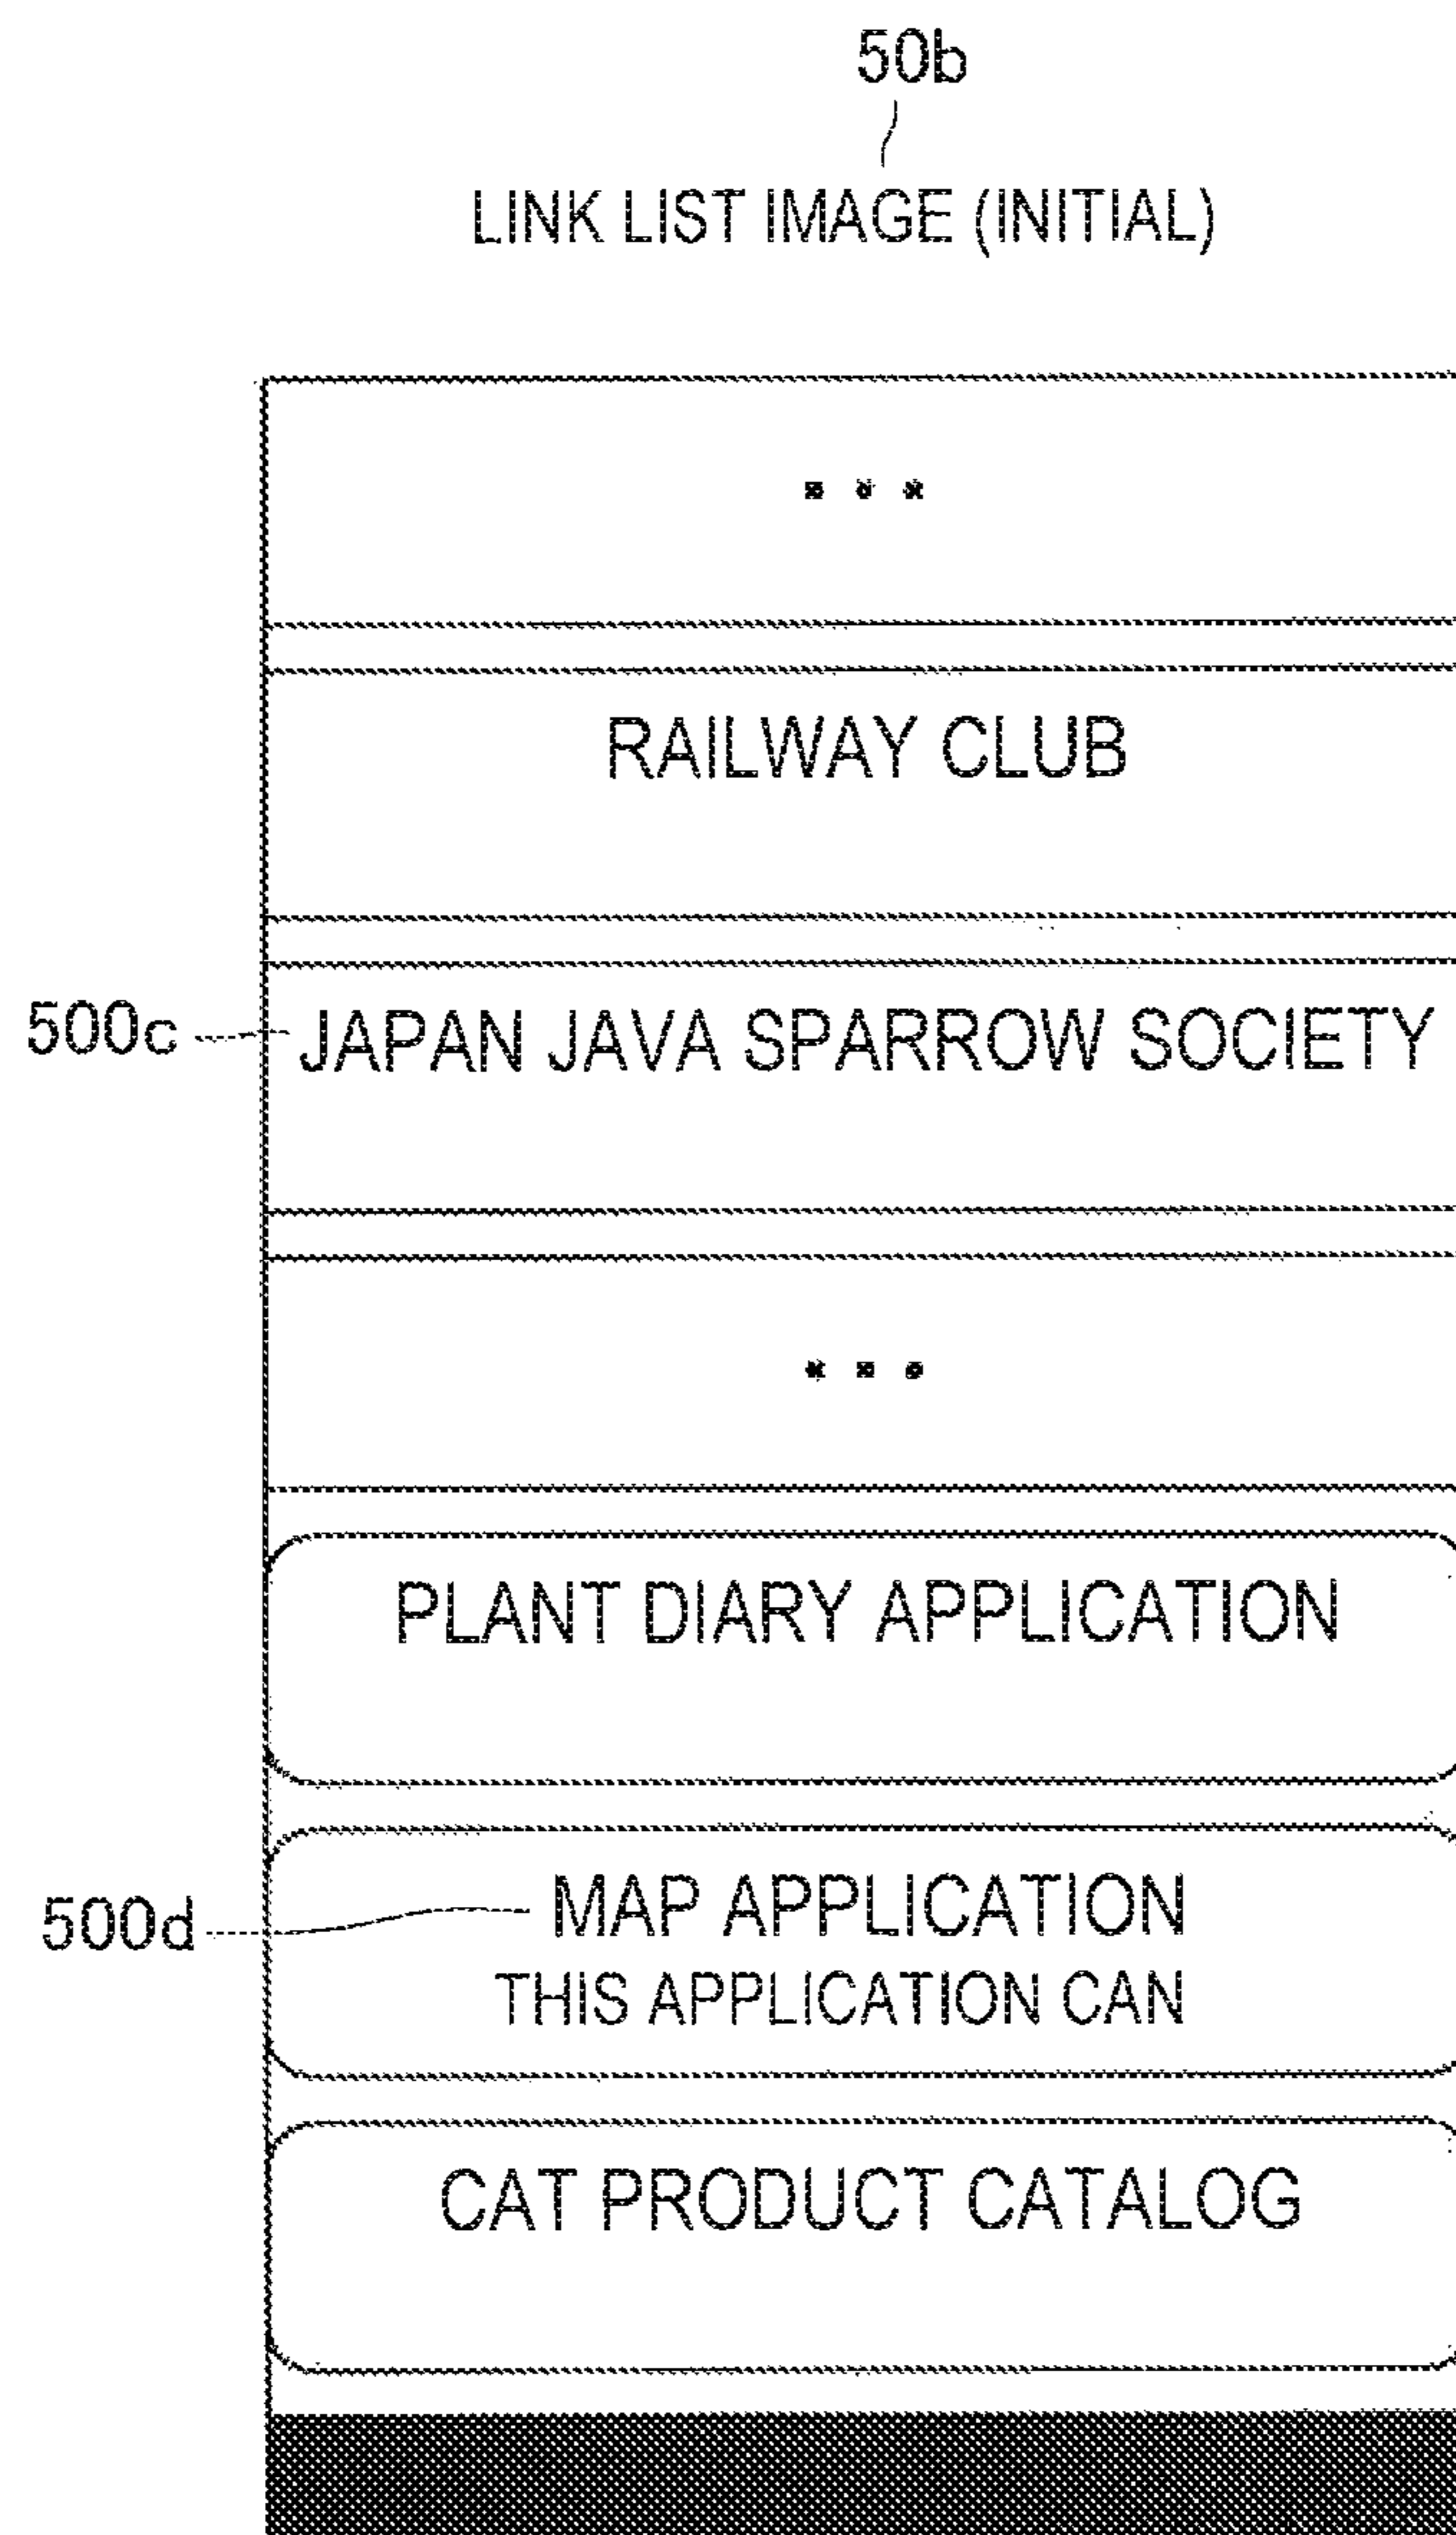 50b
LINK LIST IMAGE (INITIAL)
...
RAILWAY CLUB
500c
JAPAN JAVA SPARROW SOCIETY
...
PLANT DIARY APPLICATION
500d
MAP APPLICATION
THIS APPLICATION CAN
CAT PRODUCT CATALOG